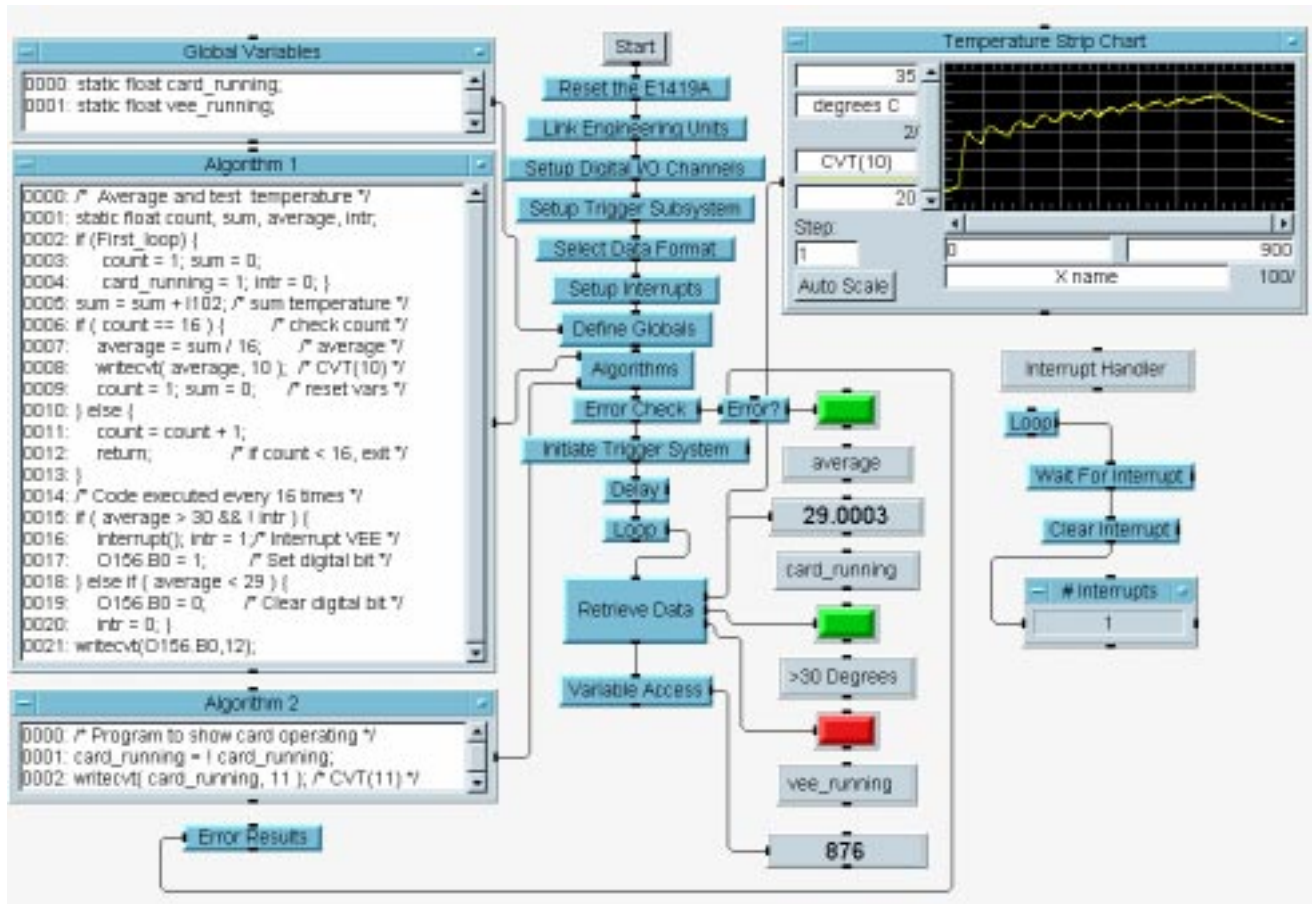 Global Variables
0000: static float card_running;
0001: static float vee_running;
Algorithm 1
0000: /* Average and test temperature */
0001: static float count, sum, average, intr;
0002: if (First_loop) {
0003: count = 1; sum = 0;
0004: card_running = 1; intr = 0; }
0005: sum = sum + I102; /* sum temperature */
0006: if ( count == 16 ) { /* check count */
0007: average = sum / 16; /* average */
0008: writecvt( average, 10 ); /* CVT(10) */
0009: count = 1; sum = 0; /* reset vars */
0010: } else {
0011: count = count + 1;
0012: return; /* if count < 16, exit */
0013: }
0014: /* Code executed every 16 times */
0015: if ( average > 30 && ! intr ) {
0016: interrupt(); intr = 1;/* Interrupt VEE */
0017: O156.B0 = 1; /* Set digital bit */
0018: } else if ( average < 29 ) {
0019: O156.B0 = 0; /* Clear digital bit */
0020: intr = 0; }
0021: writecvt(O156.B0,12);
Algorithm 2
0000: /* Program to show card operating */
0001: card_running = ! card_running;
0002: writecvt( card_running, 11 ); /* CVT(11) */
Error Results
Start
Reset the E1419A
Link Engineering Units
Setup Digital I/O Channels
Setup Trigger Subsystem
Select Data Format
Setup Interrupts
Define Globals
Algorithms
Error Check
Error?
Initiate Trigger System
Delay
Loop
Retrieve Data
Variable Access
average
29.0003
card_running
>30 Degrees
vee_running
876
Temperature Strip Chart
35
degrees C
2/
CVT(10)
20
Step:
1
Auto Scale
0
900
X name
100/
Interrupt Handler
Loop
Wait For Interrupt
Clear Interrupt
# Interrupts
1